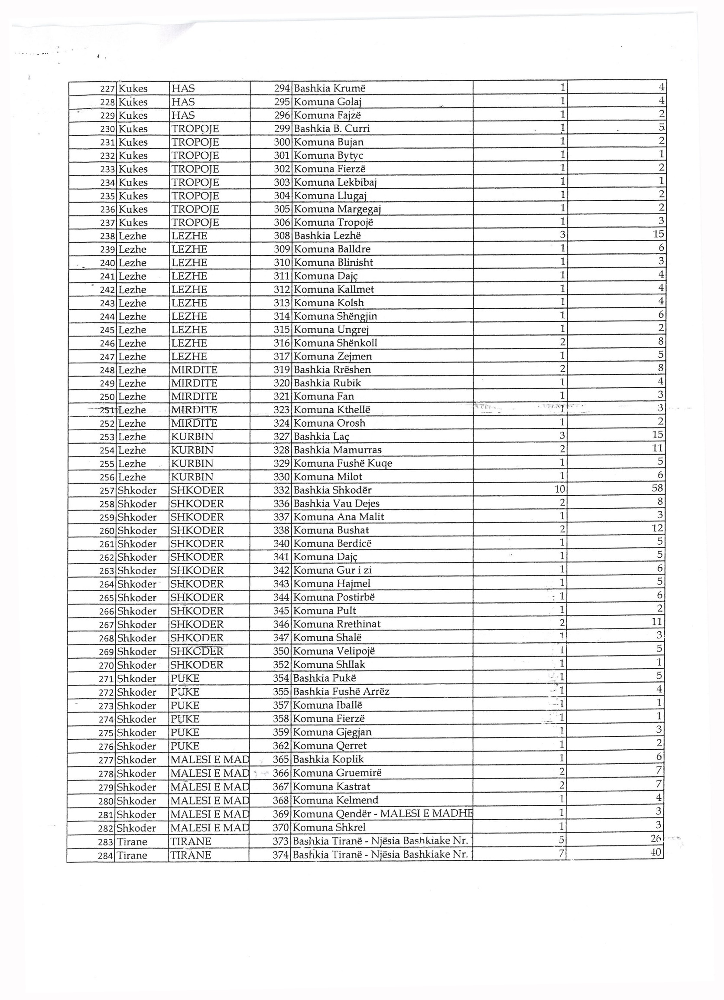 227 Kukes HAS 294 Bashkia Krumë 1 4
228 Kukes HAS 295 Komuna Golaj 1 4
229 Kukes HAS 296 Komuna Fajzë 1 2
230 Kukes TROPOJE 299 Bashkia B. Curri 1 5
231 Kukes TROPOJE 300 Komuna Bujan 1 2
232 Kukes TROPOJE 301 Komuna Bytyc 1 1
233 Kukes TROPOJE 302 Komuna Fierzë 1 2
234 Kukes TROPOJE 303 Komuna Lekbibaj 1 1
235 Kukes TROPOJE 304 Komuna Llugaj 1 2
236 Kukes TROPOJE 305 Komuna Margegaj 1 2
237 Kukes TROPOJE 306 Komuna Tropojë 1 3
238 Lezhe LEZHE 308 Bashkia Lezhë 3 15
239 Lezhe LEZHE 309 Komuna Balldre 1 6
240 Lezhe LEZHE 310 Komuna Blinisht 1 3
241 Lezhe LEZHE 311 Komuna Dajç 1 4
242 Lezhe LEZHE 312 Komuna Kallmet 1 4
243 Lezhe LEZHE 313 Komuna Kolsh 1 4
244 Lezhe LEZHE 314 Komuna Shëngjin 1 6
245 Lezhe LEZHE 315 Komuna Ungrej 1 2
246 Lezhe LEZHE 316 Komuna Shënkoll 2 8
247 Lezhe LEZHE 317 Komuna Zejmen 1 5
248 Lezhe MIRDITE 319 Bashkia Rrëshen 2 8
249 Lezhe MIRDITE 320 Bashkia Rubik 1 4
250 Lezhe MIRDITE 321 Komuna Fan 1 3
251 Lezhe MIRDITE 323 Komuna Kthellë 1 3
252 Lezhe MIRDITE 324 Komuna Orosh 1 2
253 Lezhe KURBIN 327 Bashkia Laç 3 15
254 Lezhe KURBIN 328 Bashkia Mamurras 2 11
255 Lezhe KURBIN 329 Komuna Fushë Kuqe 1 5
256 Lezhe KURBIN 330 Komuna Milot 1 6
257 Shkoder SHKODER 332 Bashkia Shkodër 10 58
258 Shkoder SHKODER 336 Bashkia Vau Dejes 2 8
259 Shkoder SHKODER 337 Komuna Ana Malit 1 3
260 Shkoder SHKODER 338 Komuna Bushat 2 12
261 Shkoder SHKODER 340 Komuna Berdicë 1 5
262 Shkoder SHKODER 341 Komuna Dajç 1 5
263 Shkoder SHKODER 342 Komuna Gur i zi 1 6
264 Shkoder SHKODER 343 Komuna Hajmel 1 5
265 Shkoder SHKODER 344 Komuna Postirbë 1 6
266 Shkoder SHKODER 345 Komuna Pult 1 2
267 Shkoder SHKODER 346 Komuna Rrethinat 2 11
268 Shkoder SHKODER 347 Komuna Shalë 1 3
269 Shkoder SHKODER 350 Komuna Velipojë 1 5
270 Shkoder SHKODER 352 Komuna Shllak 1 1
271 Shkoder PUKE 354 Bashkia Pukë 1 5
272 Shkoder PUKE 355 Bashkia Fushë Arrëz 1 4
273 Shkoder PUKE 357 Komuna Iballë 1 1
274 Shkoder PUKE 358 Komuna Fierzë 1 1
275 Shkoder PUKE 359 Komuna Gjegjan 1 3
276 Shkoder PUKE 362 Komuna Qerret 1 2
277 Shkoder MALESI E MAD 365 Bashkia Koplik 1 6
278 Shkoder MALESI E MAD 366 Komuna Gruemirë 2 7
279 Shkoder MALESI E MAD 367 Komuna Kastrat 2 7
280 Shkoder MALESI E MAD 368 Komuna Kelmend 1 4
281 Shkoder MALESI E MAD 369 Komuna Qendër - MALESI E MADHE 1 3
282 Shkoder MALESI E MAD 370 Komuna Shkrel 1 3
283 Tirane TIRANE 373 Bashkia Tiranë - Njësia Bashkiake Nr. 5 26
284 Tirane TIRANE 374 Bashkia Tiranë - Njësia Bashkiake Nr. 7 40